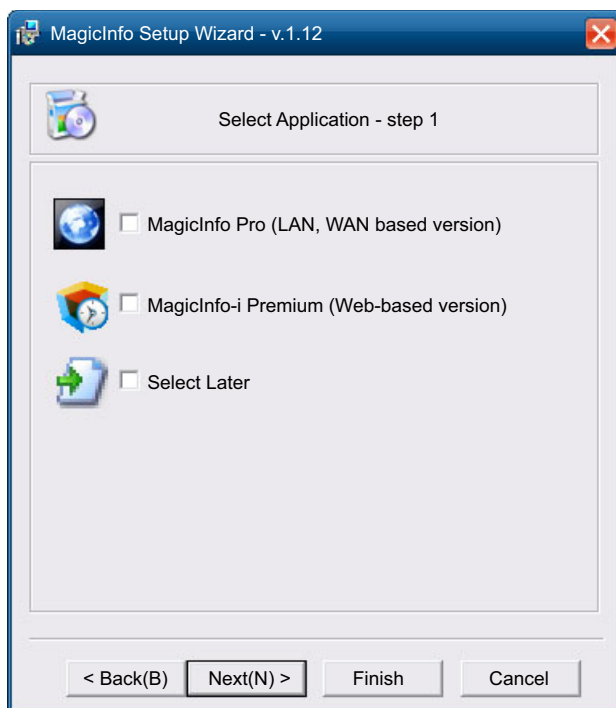 MagicInfo Setup Wizard - v.1.12
Select Application - step 1
MagicInfo Pro (LAN, WAN based version)
MagicInfo-i Premium (Web-based version)
Select Later
< Back(B) Next(N) > Finish Cancel